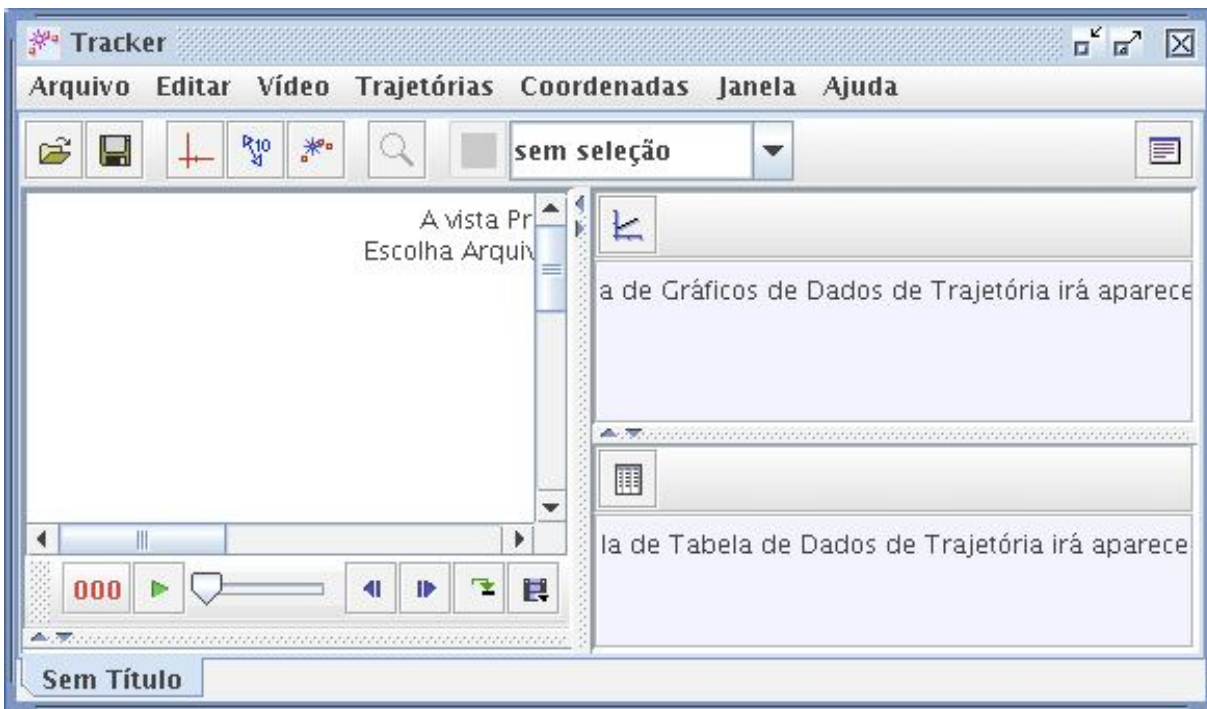 Tracker
Arquivo Editar Vídeo Trajetórias Coordenadas Janela Ajuda
10
sem seleção
A vista Pr
Escolha Arquiv
a de Gráficos de Dados de Trajetória irá aparece
la de Tabela de Dados de Trajetória irá aparece
000
Sem Título